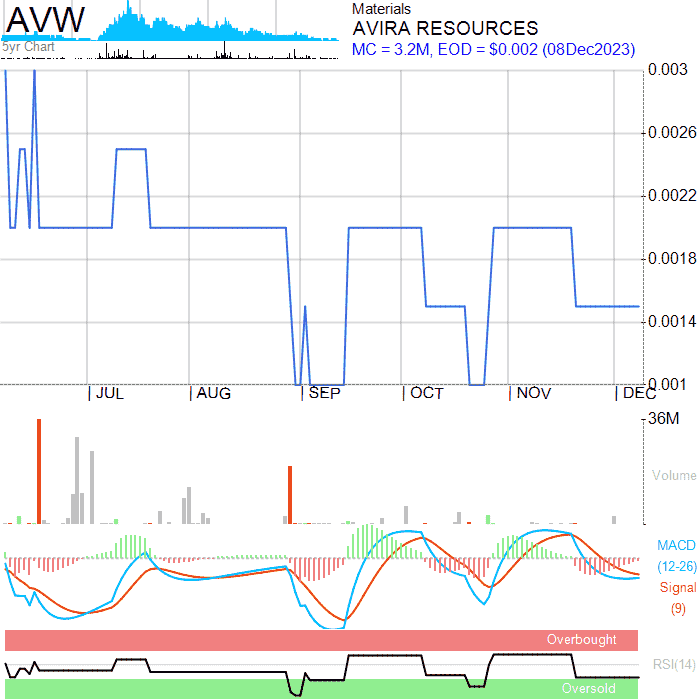 AVW
5yr Chart
Materials
AVIRA RESOURCES
MC = 3.2M, EOD = $0.002 (08Dec2023)
0.003
0.0026
0.0022
0.0018
0.0014
0.001
JUL AUG SEP OCT NOV DEC
36M
Volume
MACD
(12-26)
Signal
(9)
Overbought
RSI(14)
Oversold